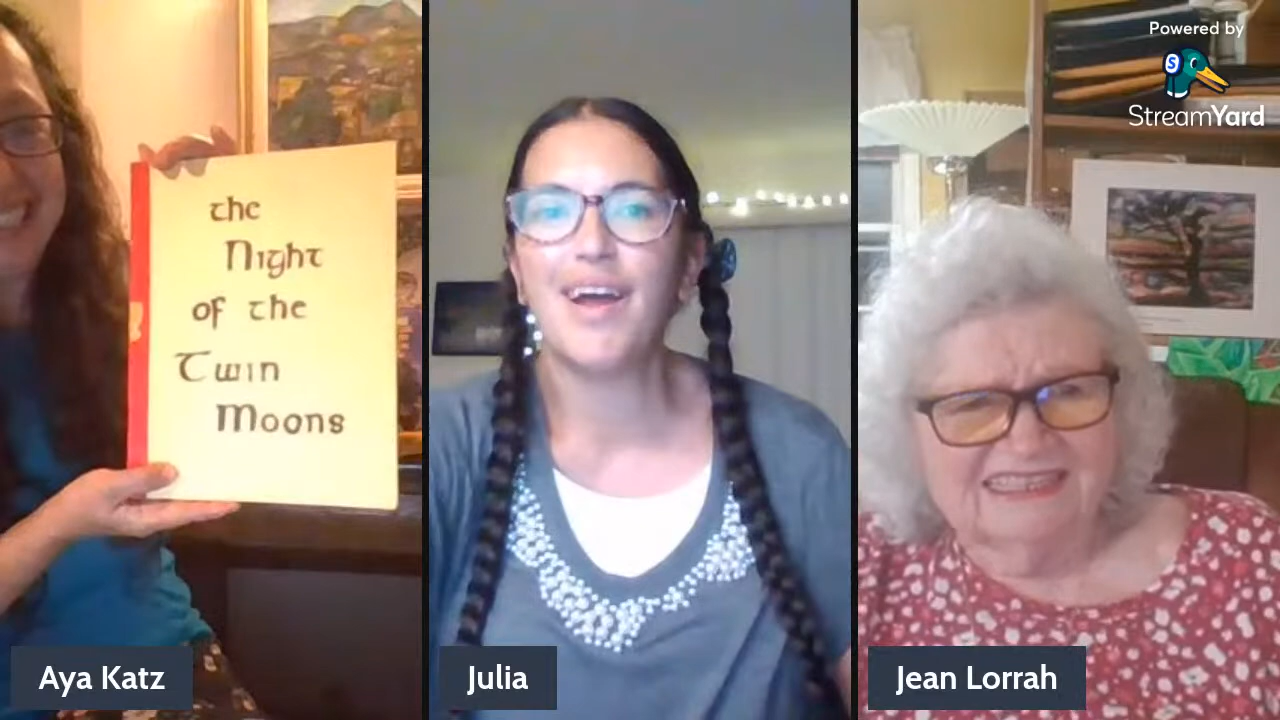 the
Night
of the
Twin
Moons
Aya Katz
Julia
Jean Lorrah
Powered by
S
StreamYard